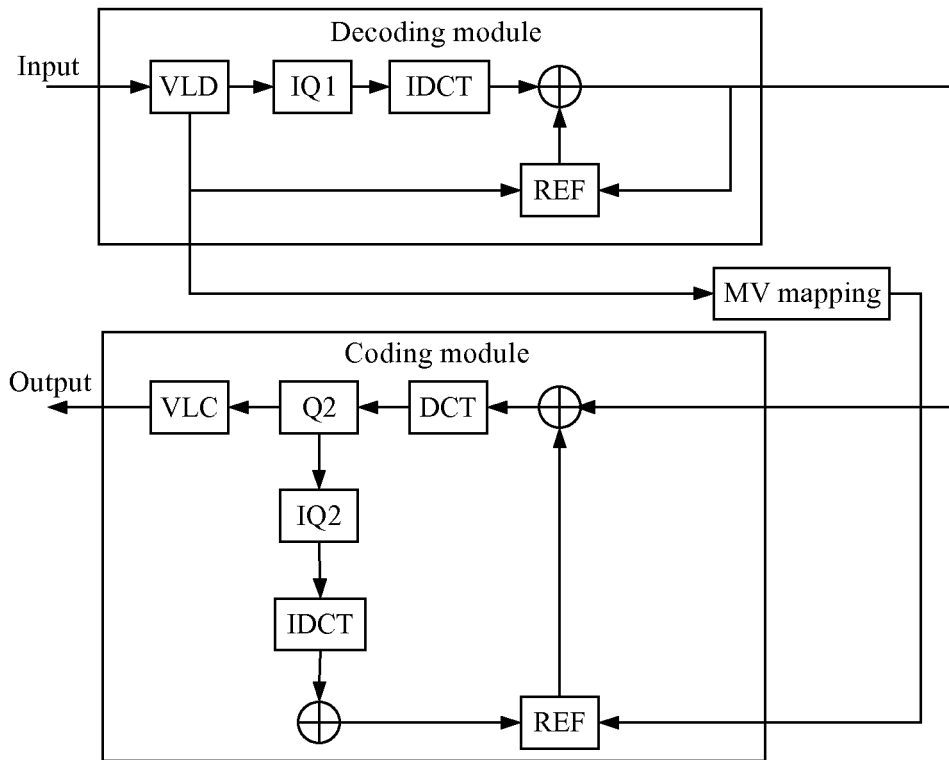 Decoding module
Input
VLD
IQ1
IDCT
REF
MV mapping
Coding module
Output
VLC
Q2
DCT
IQ2
IDCT
REF